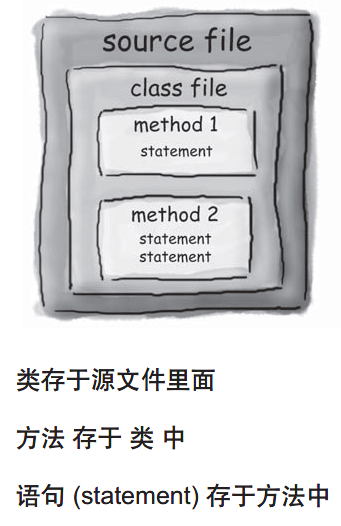 source file
class file
method 1
statement
method 2
statement
statement
类存于源文件里面
方法 存于 类 中
语句 (statement) 存于方法中